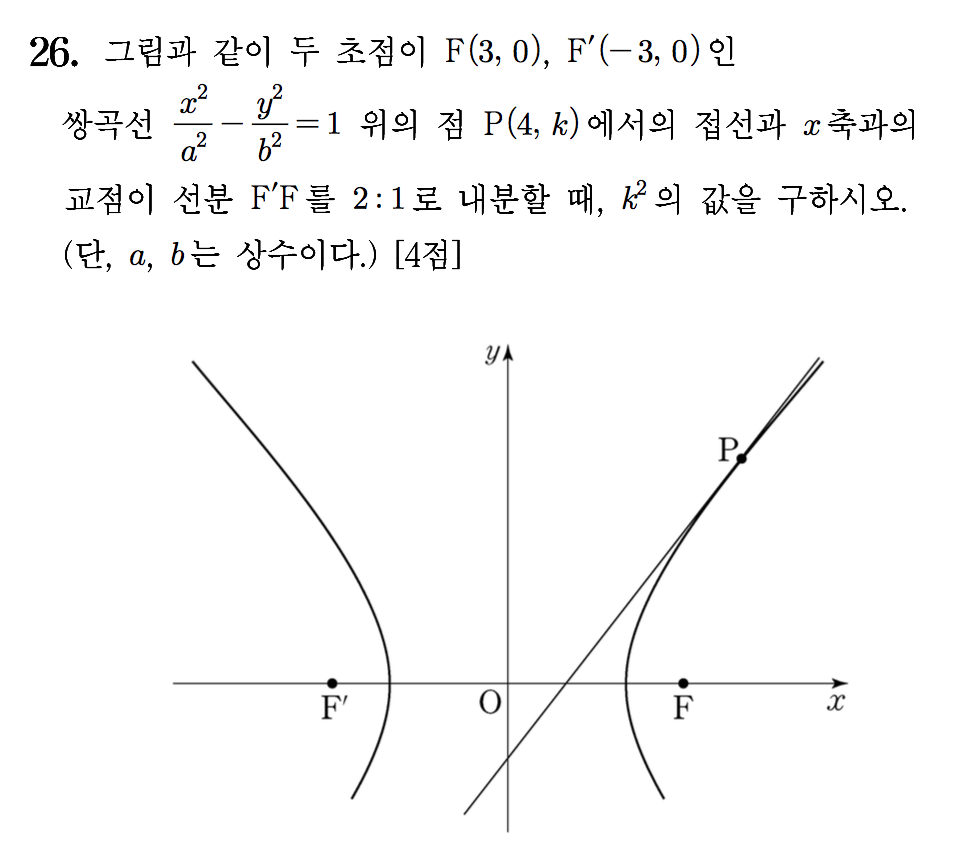 26. 그림과 같이 두 초점이 F(3, 0), F′(−3, 0)인
쌍곡선 x²/a² − y²/b² = 1 위의 점 P(4, k)에서의 접선과 x축과의
교점이 선분 F′F를 2 : 1로 내분할 때, k²의 값을 구하시오.
(단, a, b는 상수이다.) [4점]
y
P
F′
O
F
x